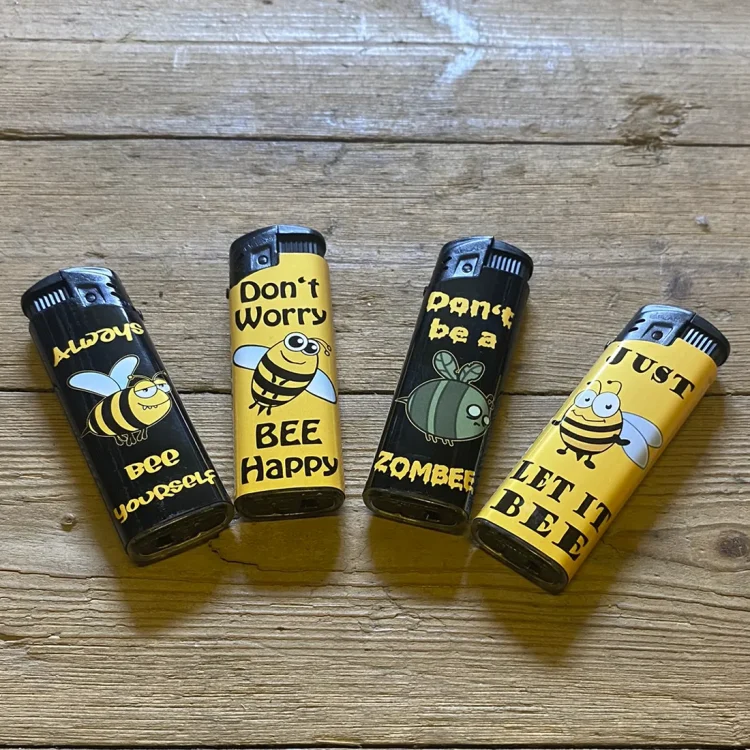 Always
BEE
yourself
Don't
Worry
BEE
Happy
Don't
be a
ZOMBEE
JUST
LET IT
BEE